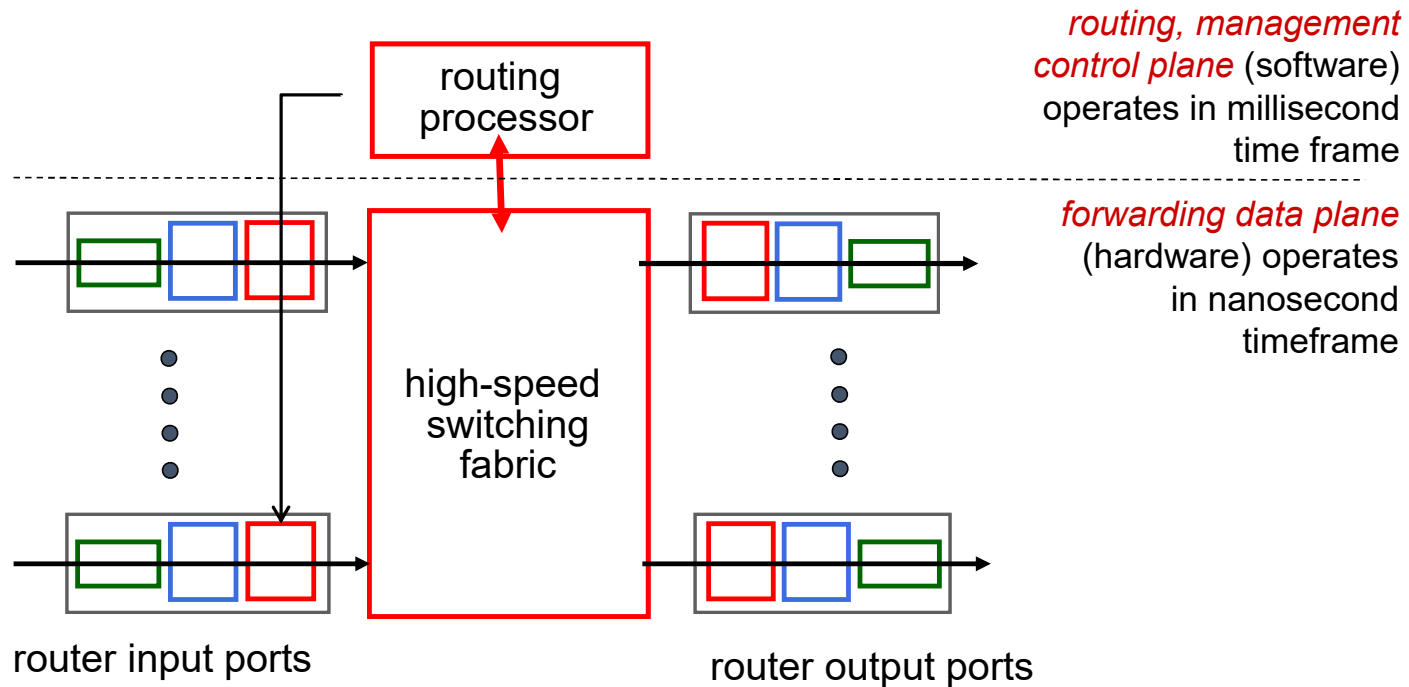 routing, management
control plane (software)
operates in millisecond
time frame
routing
processor
forwarding data plane
(hardware) operates
in nanosecond
timeframe
high-speed
switching
fabric
router input ports
router output ports